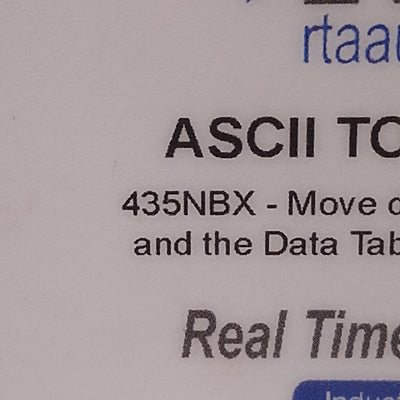 rtaau
ASCII TO
435NBX - Move
and the Data Tab
Real Time